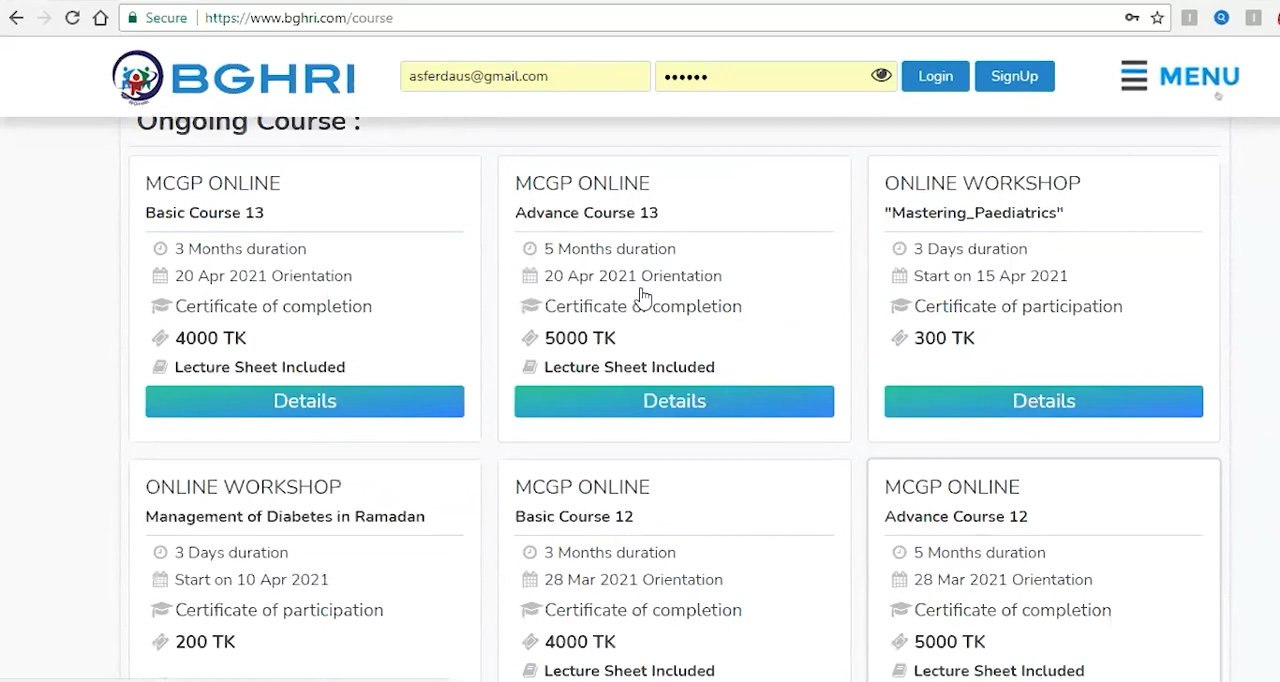 Secure https://www.bghri.com/course
BGHRI
asferdaus@gmail.com
••••••
Login
SignUp
MENU
Ongoing Course :
MCGP ONLINE
Basic Course 13
3 Months duration
20 Apr 2021 Orientation
Certificate of completion
4000 TK
Lecture Sheet Included
Details
MCGP ONLINE
Advance Course 13
5 Months duration
20 Apr 2021 Orientation
Certificate of completion
5000 TK
Lecture Sheet Included
Details
ONLINE WORKSHOP
"Mastering_Paediatrics"
3 Days duration
Start on 15 Apr 2021
Certificate of participation
300 TK
Details
ONLINE WORKSHOP
Management of Diabetes in Ramadan
3 Days duration
Start on 10 Apr 2021
Certificate of participation
200 TK
MCGP ONLINE
Basic Course 12
3 Months duration
28 Mar 2021 Orientation
Certificate of completion
4000 TK
Lecture Sheet Included
MCGP ONLINE
Advance Course 12
5 Months duration
28 Mar 2021 Orientation
Certificate of completion
5000 TK
Lecture Sheet Included